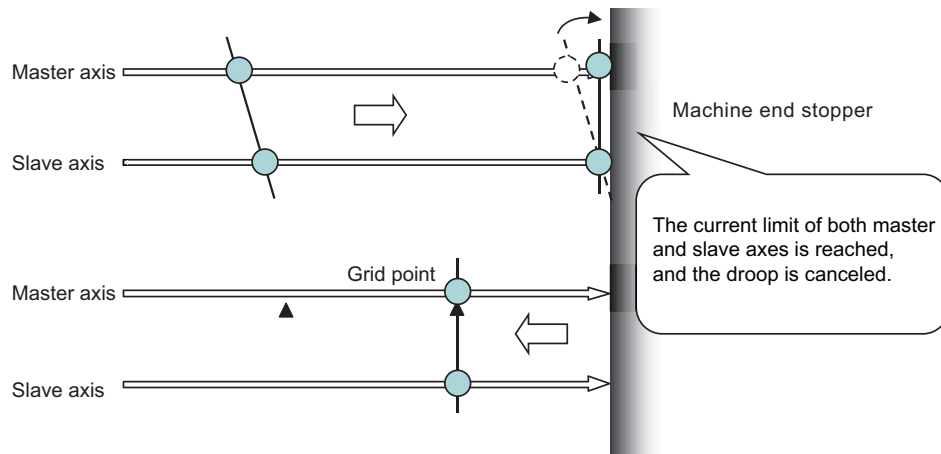 Master axis
Slave axis
Machine end stopper
The current limit of both master
and slave axes is reached,
and the droop is canceled.
Grid point
Master axis
Slave axis